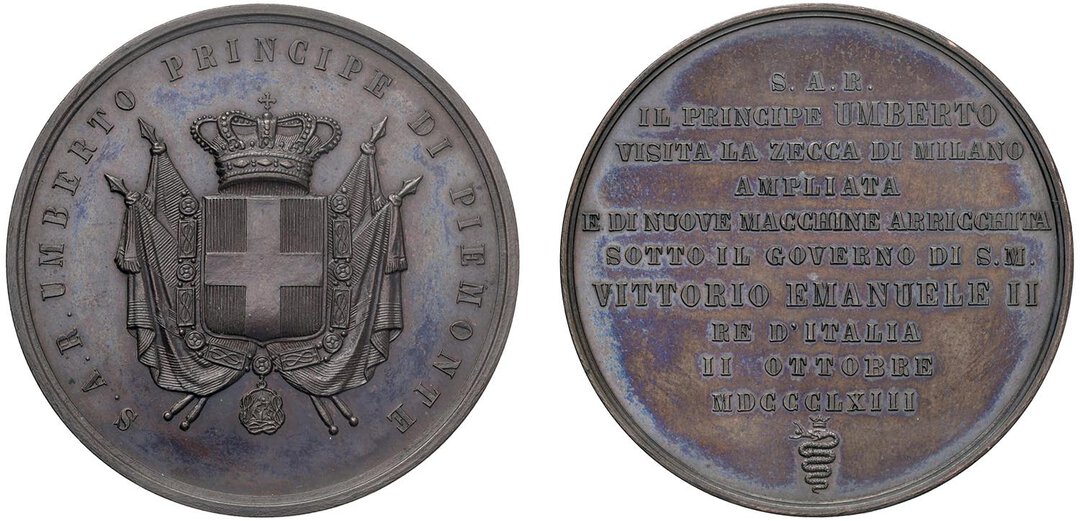 S. A. R. UMBERTO PRINCIPE DI PIEMONTE
S. A. R.
IL PRINCIPE UMBERTO
VISITA LA ZECCA DI MILANO
AMPLIATA
E DI NUOVE MACCHINE ARRICCHITA
SOTTO IL GOVERNO DI S. M.
VITTORIO EMANUELE II
RE D'ITALIA
II OTTOBRE
MDCCCLXIII